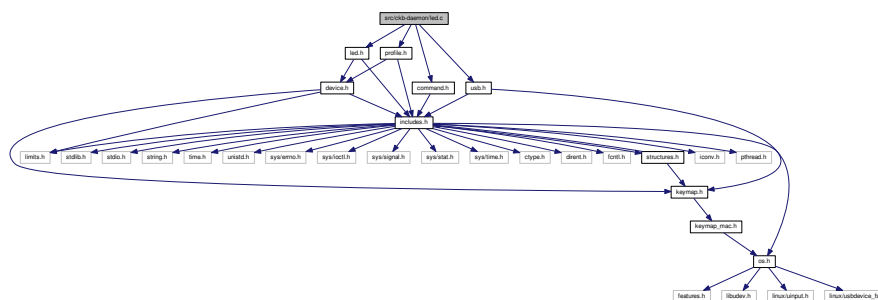 src/ckb-daemon/led.c
led.h
profile.h
device.h
command.h
usb.h
includes.h
limits.h
stdlib.h
stdio.h
string.h
time.h
unistd.h
sys/errno.h
sys/ioctl.h
sys/signal.h
sys/stat.h
sys/time.h
ctype.h
dirent.h
fcntl.h
structures.h
iconv.h
pthread.h
keymap.h
keymap_mac.h
os.h
features.h
libudev.h
linux/uinput.h